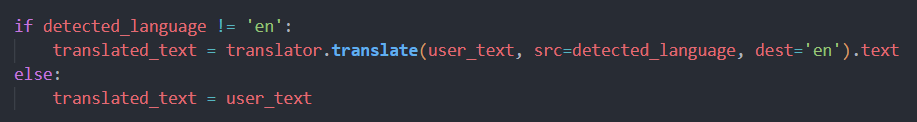 if detected_language != 'en':
    translated_text = translator.translate(user_text, src=detected_language, dest='en').text
else:
    translated_text = user_text